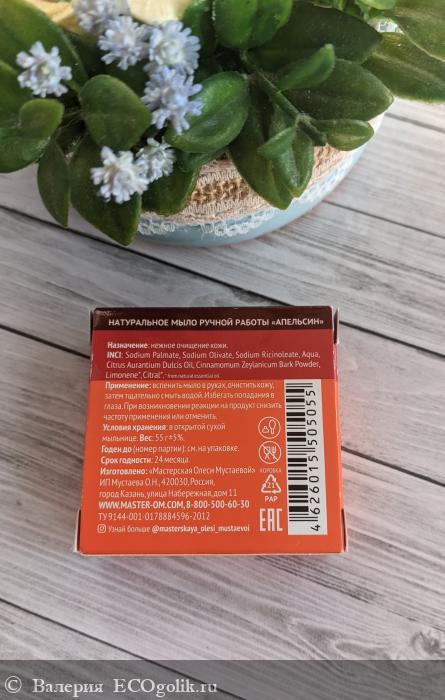 НАТУРАЛЬНОЕ МЫЛО РУЧНОЙ РАБОТЫ «АПЕЛЬСИН»
Назначение: нежное очищение кожи.
INCI: Sodium Palmate, Sodium Olivate, Sodium Ricinoleate, Aqua,
Citrus Aurantium Dulcis Oil, Cinnamomum Zeylanicum Bark Powder,
Limonene*, Citral*. *from natural essential oil.
Применение: вспенить мыло в руках, очистить кожу,
затем тщательно смыть водой. Избегать попадания в
глаза. При возникновении реакции на продукт снизить
частоту применения или отменить.
Условия хранения: в открытой сухой
мыльнице. Вес: 55 г ±5%.
Годен до (номер партии): см. на упаковке.
Срок годности: 24 месяца.
Изготовлено: «Мастерская Олеси Мустаевой»
ИП Мустаева О.Н., 420030, Россия,
город Казань, улица Набережная, дом 11
WWW.MASTER-OM.COM, 8-800-500-60-30
ТУ 9144-001-0178884596-2012
Узнай больше @masterskaya_olesi_mustaevoi
КОРОБКА
21
PAP
EAC
4 626015 505055
© Валерия ECOgolik.ru